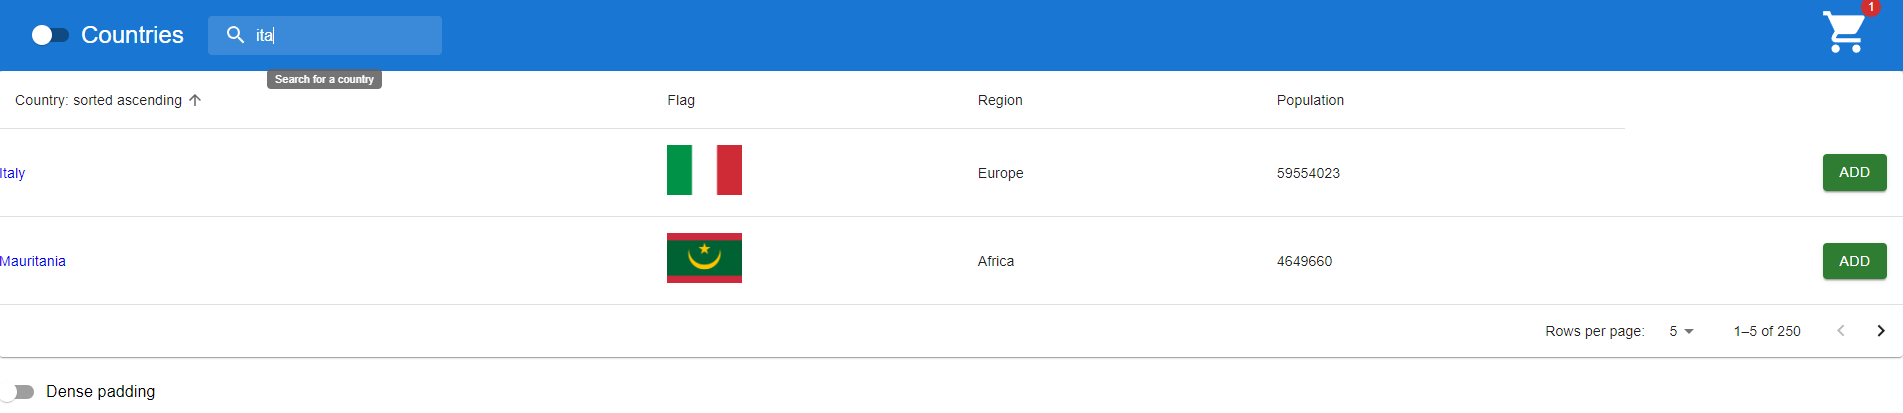 Countries
ita
1
Search for a country
Country: sorted ascending Flag Region Population
Italy Europe 59554023 ADD
Mauritania Africa 4649660 ADD
Rows per page: 5 1–5 of 250
Dense padding